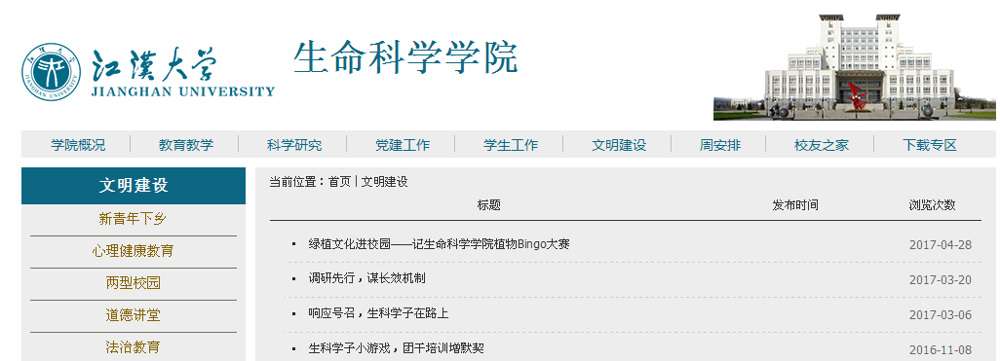 江漢大学
JIANGHAN UNIVERSITY
生命科学学院
学院概况 教育教学 科学研究 党建工作 学生工作 文明建设 周安排 校友之家 下载专区
文明建设
新青年下乡
心理健康教育
两型校园
道德讲堂
法治教育
当前位置：首页 | 文明建设
标题 发布时间 浏览次数
绿植文化进校园——记生命科学学院植物Bingo大赛 2017-04-28
调研先行，谋长效机制 2017-03-20
响应号召，生科学子在路上 2017-03-06
生科学子小游戏，团干培训增默契 2016-11-08